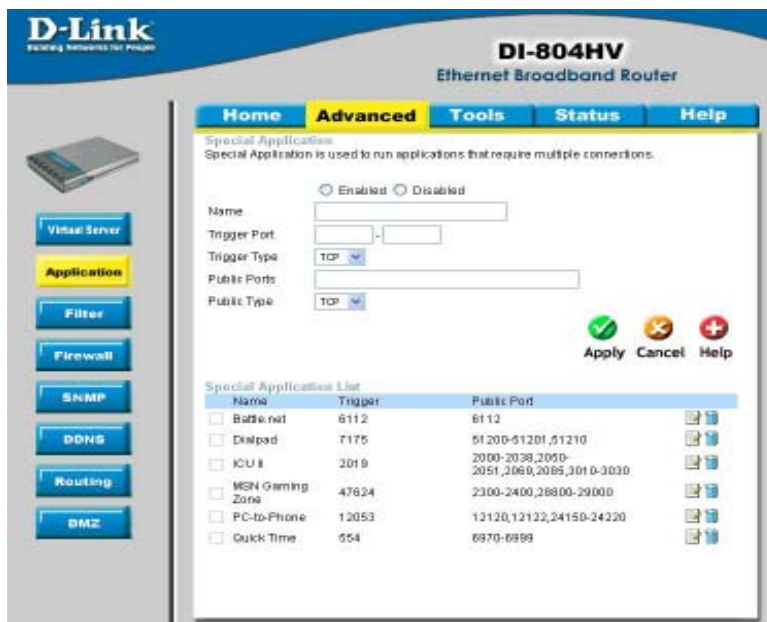 D-Link
Building Networks for People
DI-804HV
Ethernet Broadband Router
Home Advanced Tools Status Help
Virtual Server
Application
Filter
Firewall
SNMP
DDNS
Routing
DMZ
Special Application
Special Application is used to run applications that require multiple connections.
Enabled Disabled
Name
Trigger Port -
Trigger Type TCP
Public Ports
Public Type TCP
Apply Cancel Help
Special Application List
Name Trigger Public Port
Battle.net 6112 6112
Dialpad 7175 51200-51201,51210
ICU II 2019 2000-2038,2050-
2051,2069,2085,3010-3030
MSN Gaming
Zone 47624 2300-2400,28800-29000
PC-to-Phone 12053 12120,12122,24150-24220
Quick Time 554 6970-6999